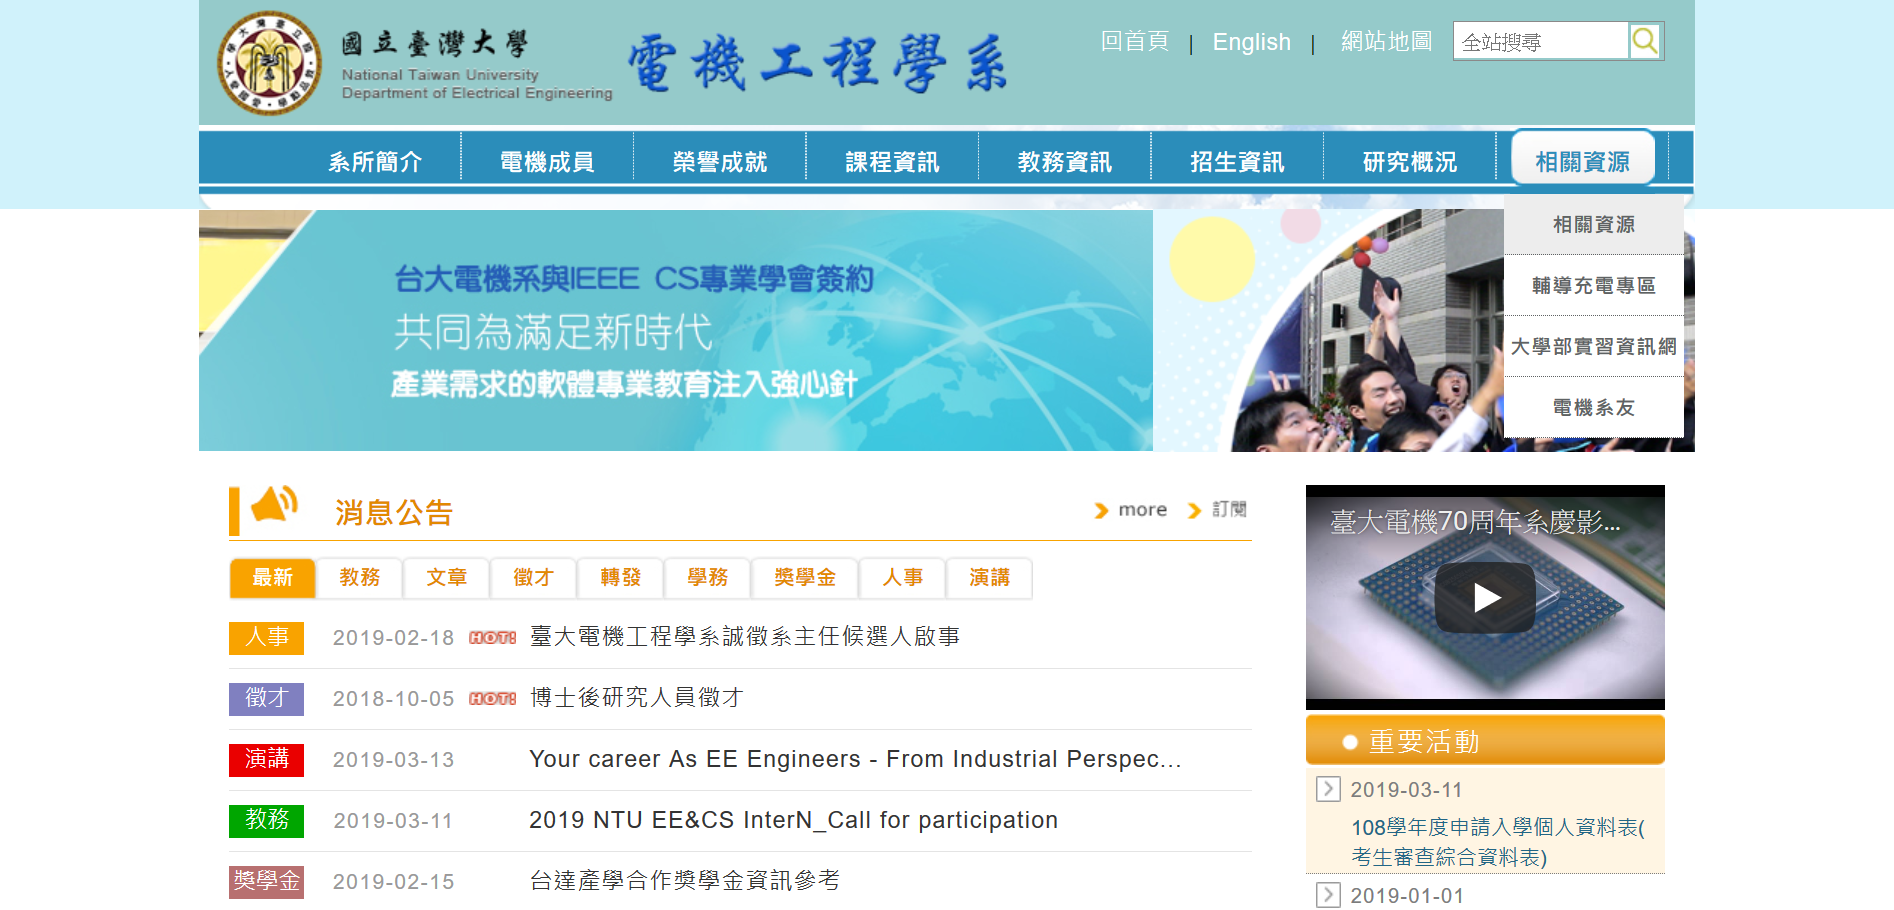 國立臺灣大學
National Taiwan University
Department of Electrical Engineering
電機工程學系
回首頁 | English | 網站地圖
全站搜尋
系所簡介 電機成員 榮譽成就 課程資訊 教務資訊 招生資訊 研究概況 相關資源
相關資源
輔導充電專區
大學部實習資訊網
電機系友
台大電機系與IEEE CS專業學會簽約
共同為滿足新時代
產業需求的軟體專業教育注入強心針
消息公告
more 訂閱
最新 教務 文章 徵才 轉發 學務 獎學金 人事 演講
人事 2019-02-18 HOT! 臺大電機工程學系誠徵系主任候選人啟事
徵才 2018-10-05 HOT! 博士後研究人員徵才
演講 2019-03-13 Your career As EE Engineers - From Industrial Perspec...
教務 2019-03-11 2019 NTU EE&CS InterN_Call for participation
獎學金 2019-02-15 台達產學合作獎學金資訊參考
臺大電機70周年系慶影...
重要活動
2019-03-11
108學年度申請入學個人資料表(
考生審查綜合資料表)
2019-01-01